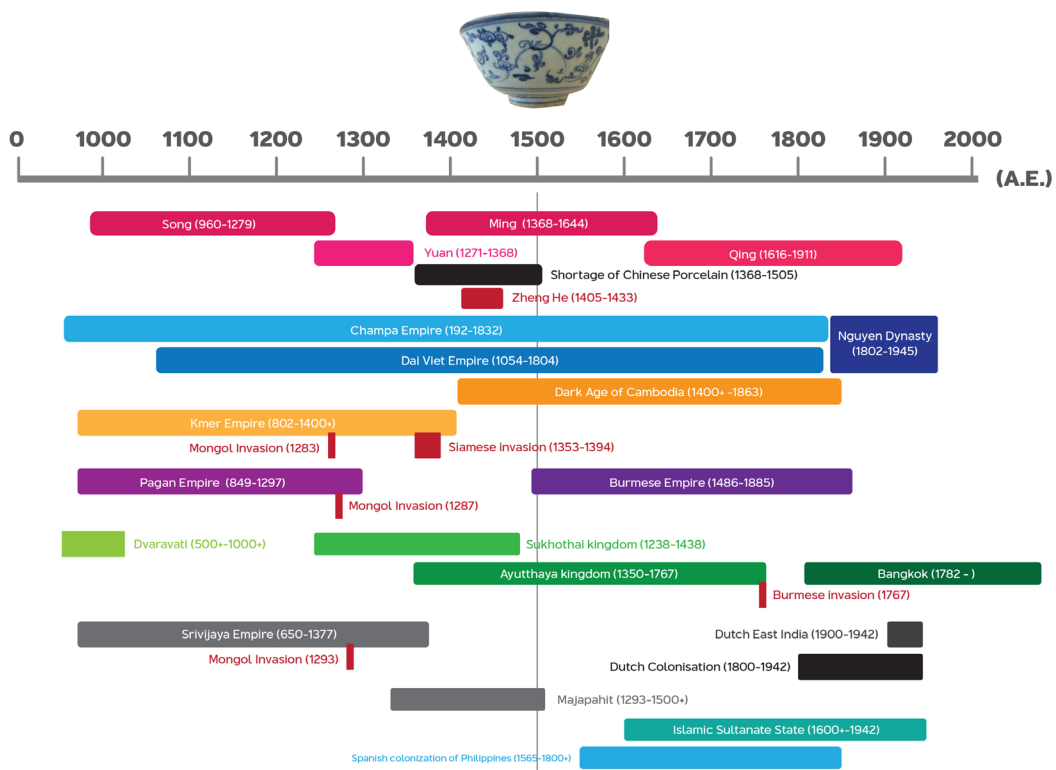 0 1000 1100 1200 1300 1400 1500 1600 1700 1800 1900 2000
(A.E.)
Song (960-1279)
Ming (1368-1644)
Yuan (1271-1368)
Qing (1616-1911)
Shortage of Chinese Porcelain (1368-1505)
Zheng He (1405-1433)
Champa Empire (192-1832)
Nguyen Dynasty
(1802-1945)
Dai Viet Empire (1054-1804)
Dark Age of Cambodia (1400+ -1863)
Kmer Empire (802-1400+)
Mongol Invasion (1283)
Siamese invasion (1353-1394)
Pagan Empire (849-1297)
Burmese Empire (1486-1885)
Mongol Invasion (1287)
Dvaravati (500+-1000+)
Sukhothai kingdom (1238-1438)
Ayutthaya kingdom (1350-1767)
Bangkok (1782 - )
Burmese invasion (1767)
Srivijaya Empire (650-1377)
Dutch East India (1900-1942)
Mongol Invasion (1293)
Dutch Colonisation (1800-1942)
Majapahit (1293-1500+)
Islamic Sultanate State (1600+-1942)
Spanish colonization of Philippines (1565-1800+)